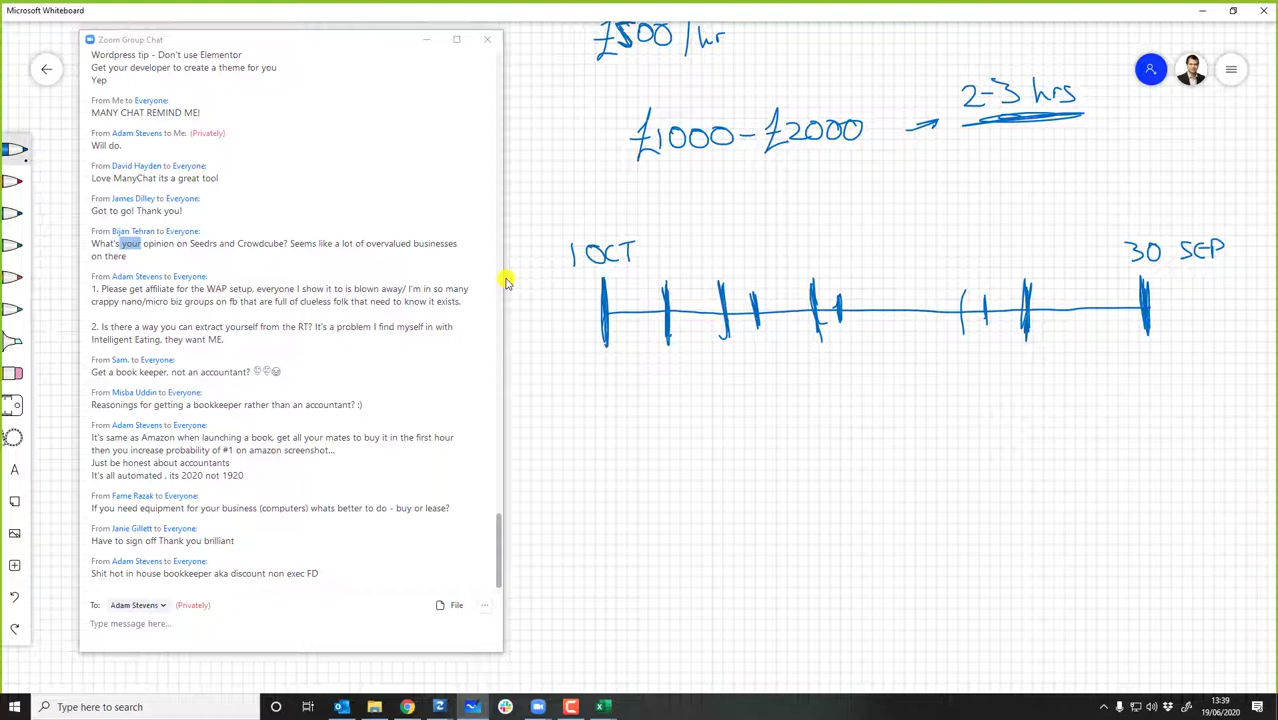 Microsoft Whiteboard
Zoom Group Chat
Wordpress tip - Don't use Elementor
Get your developer to create a theme for you
Yep
From Me to Everyone:
MANY CHAT REMIND ME!
From Adam Stevens to Me: (Privately)
Will do.
From David Hayden to Everyone:
Love ManyChat its a great tool
From James Dilley to Everyone:
Got to go! Thank you!
From Bijan Tehran to Everyone:
What's your opinion on Seedrs and Crowdcube? Seems like a lot of overvalued businesses
on there
From Adam Stevens to Everyone:
1. Please get affiliate for the WAP setup, everyone I show it to is blown away/ I'm in so many
crappy nano/micro biz groups on fb that are full of clueless folk that need to know it exists.
2. Is there a way you can extract yourself from the RT? It's a problem I find myself in with
Intelligent Eating, they want ME.
From Sam. to Everyone:
Get a book keeper, not an accountant?
From Misba Uddin to Everyone:
Reasonings for getting a bookkeeper rather than an accountant? :)
From Adam Stevens to Everyone:
It's same as Amazon when launching a book, get all your mates to buy it in the first hour
then you increase probability of #1 on amazon screenshot...
Just be honest about accountants
It's all automated , its 2020 not 1920
From Fame Razak to Everyone:
If you need equipment for your business (computers) whats better to do - buy or lease?
From Janie Gillett to Everyone:
Have to sign off Thank you brilliant
From Adam Stevens to Everyone:
Shit hot in house bookkeeper aka discount non exec FD
To: Adam Stevens (Privately) File ...
Type message here...
£500/hr
2-3 hrs
£1000-£2000 →
1 OCT
30 SEP
A
Type here to search
13:39
19/06/2020